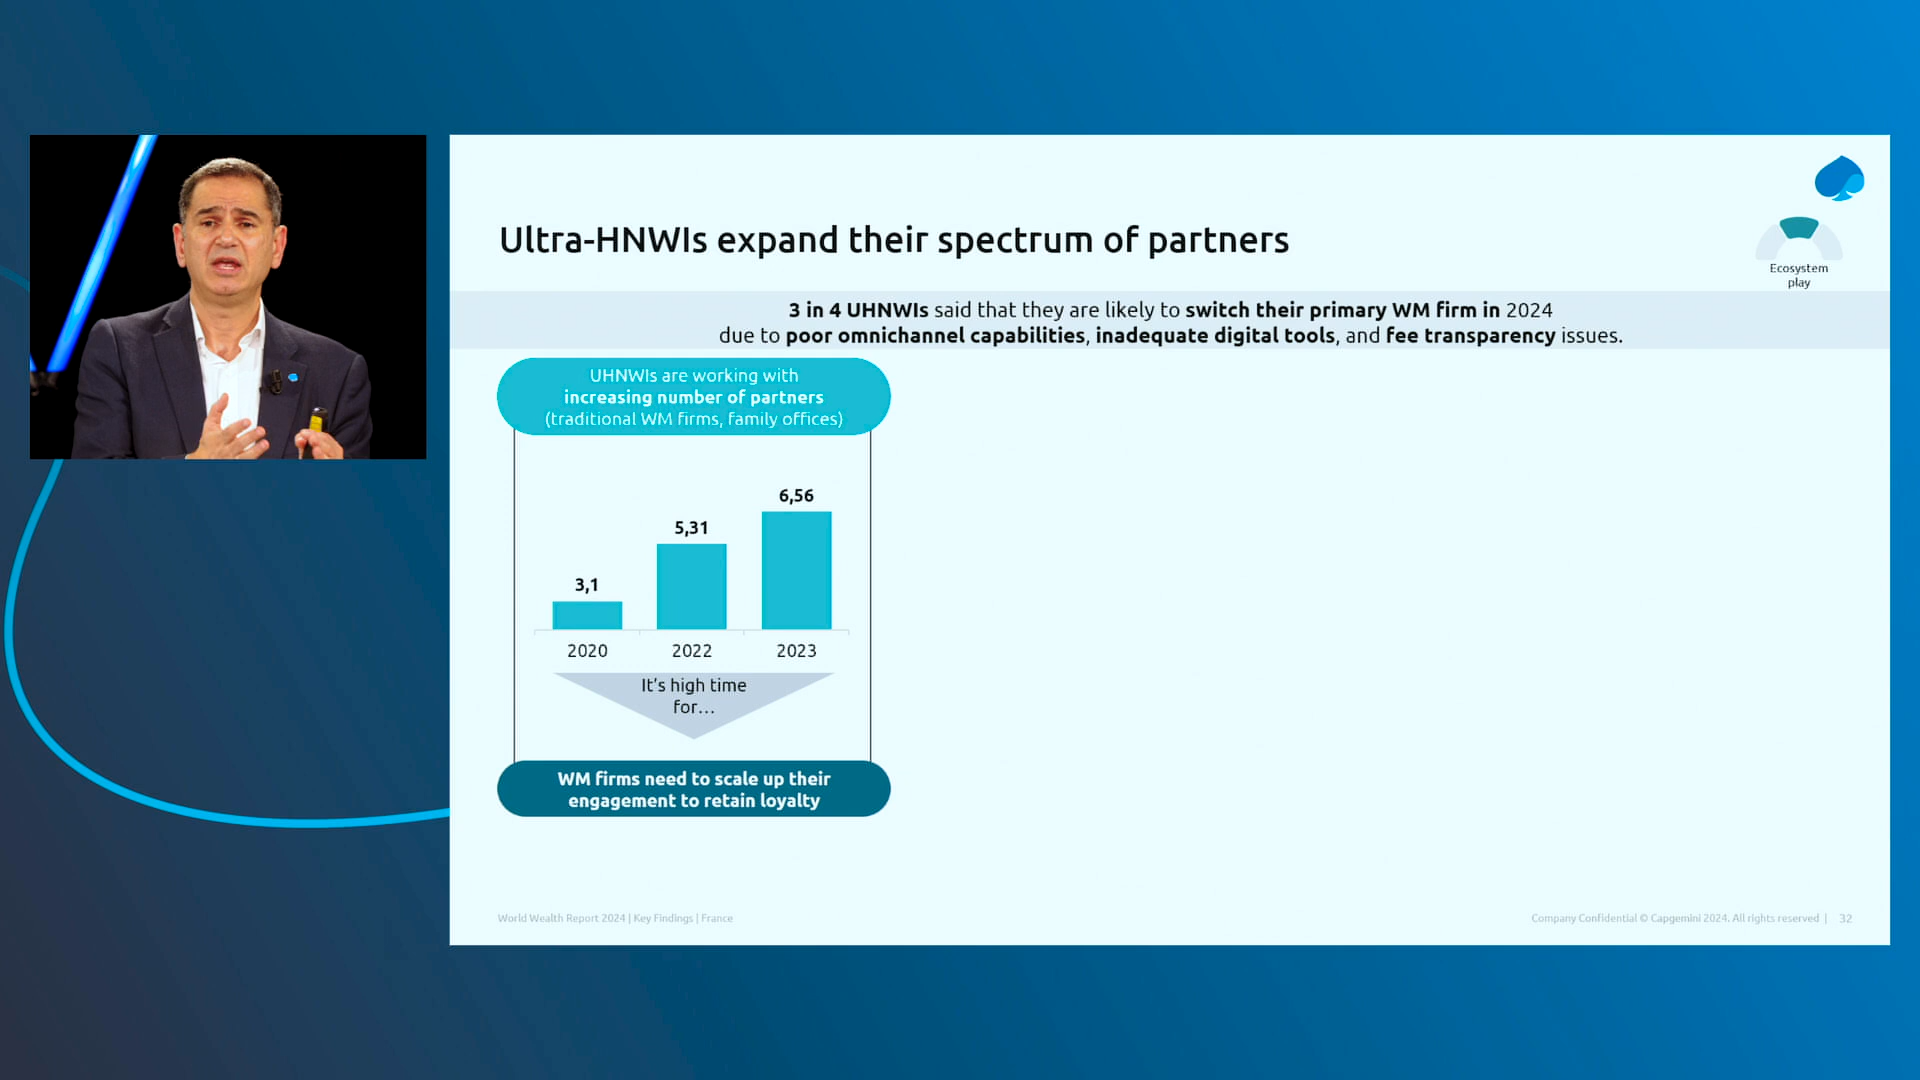 Ultra-HNWIs expand their spectrum of partners
Ecosystem
play
3 in 4 UHNWIs said that they are likely to switch their primary WM firm in 2024
due to poor omnichannel capabilities, inadequate digital tools, and fee transparency issues.
UHNWIs are working with
increasing number of partners
(traditional WM firms, family offices)
6,56
5,31
3,1
2020 2022 2023
It's high time
for...
WM firms need to scale up their
engagement to retain loyalty
World Wealth Report 2024 | Key Findings | France
Company Confidential © Capgemini 2024. All rights reserved | 32